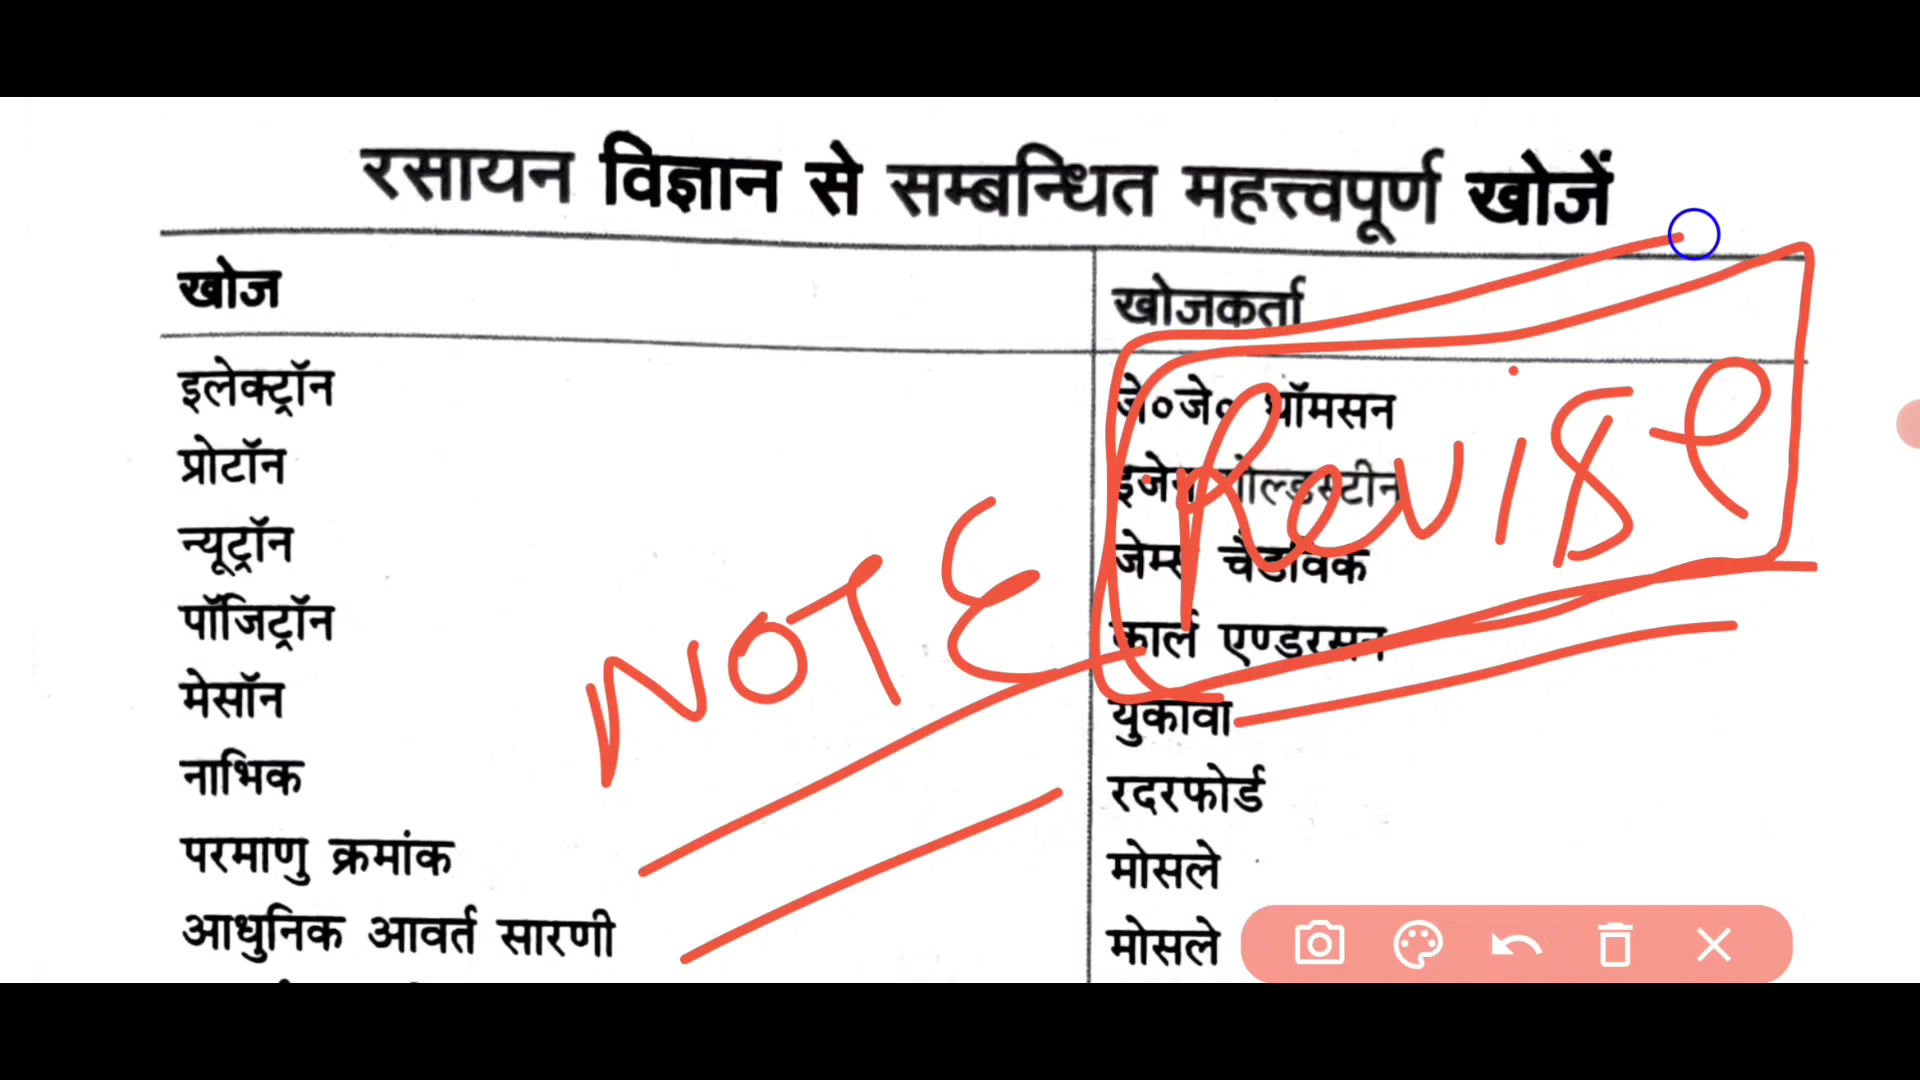 रसायन विज्ञान से सम्बन्धित महत्त्वपूर्ण खोजें
खोज खोजकर्ता
इलेक्ट्रॉन जे०जे० थॉमसन
प्रोटॉन गोल्डस्टीन
न्यूट्रॉन जेम्स चैडविक
पॉजिट्रॉन कार्ल एण्डरसन
मेसॉन युकावा
नाभिक रदरफोर्ड
परमाणु क्रमांक मोसले
आधुनिक आवर्त सारणी मोसले
NOTE
Revise